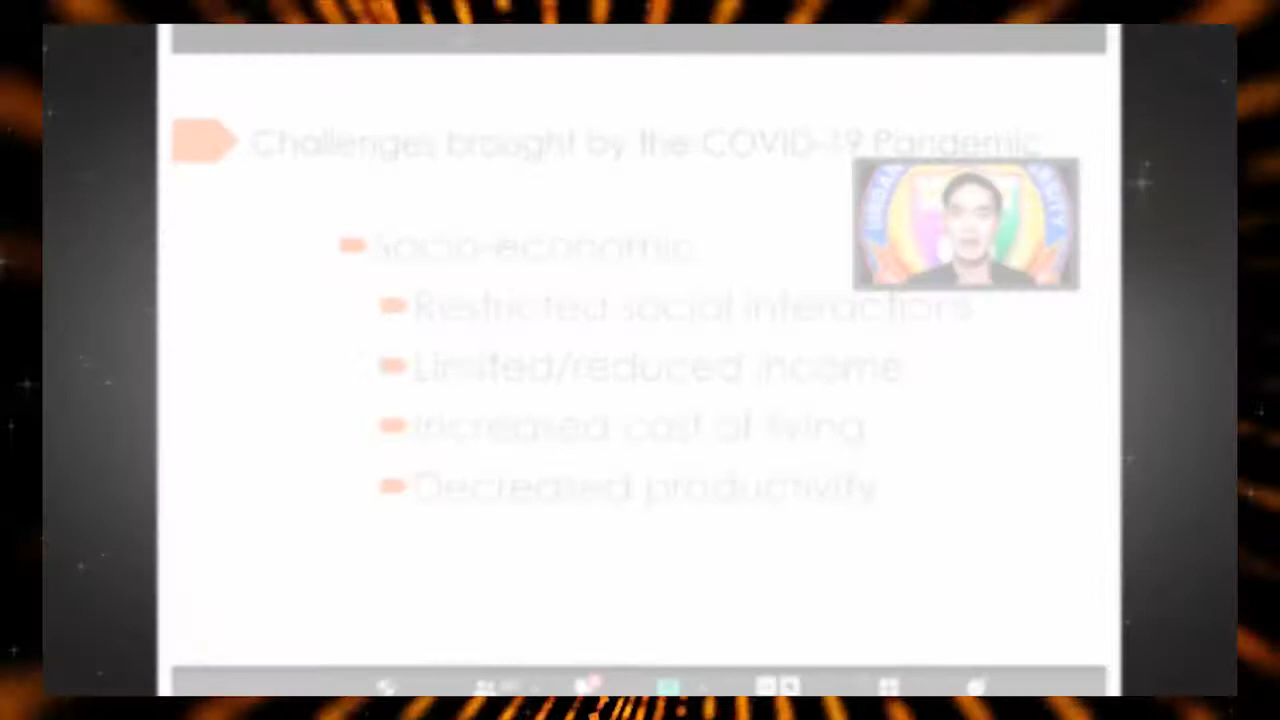 Challenges brought by the COVID-19 Pandemic
Socio-economic
Restricted social interactions
Limited/reduced income
Increased cost of living
Decreased productivity